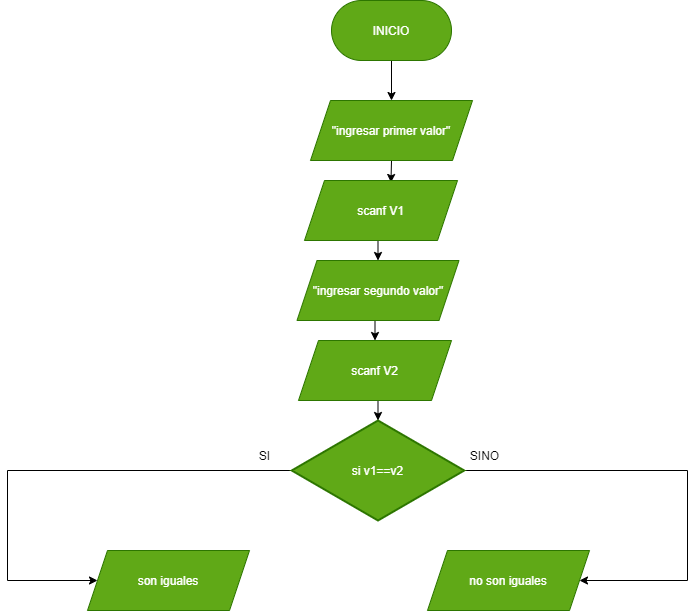 INICIO
"ingresar primer valor"
scanf V1
"ingresar segundo valor"
scanf V2
SI
SINO
si v1==v2
son iguales
no son iguales